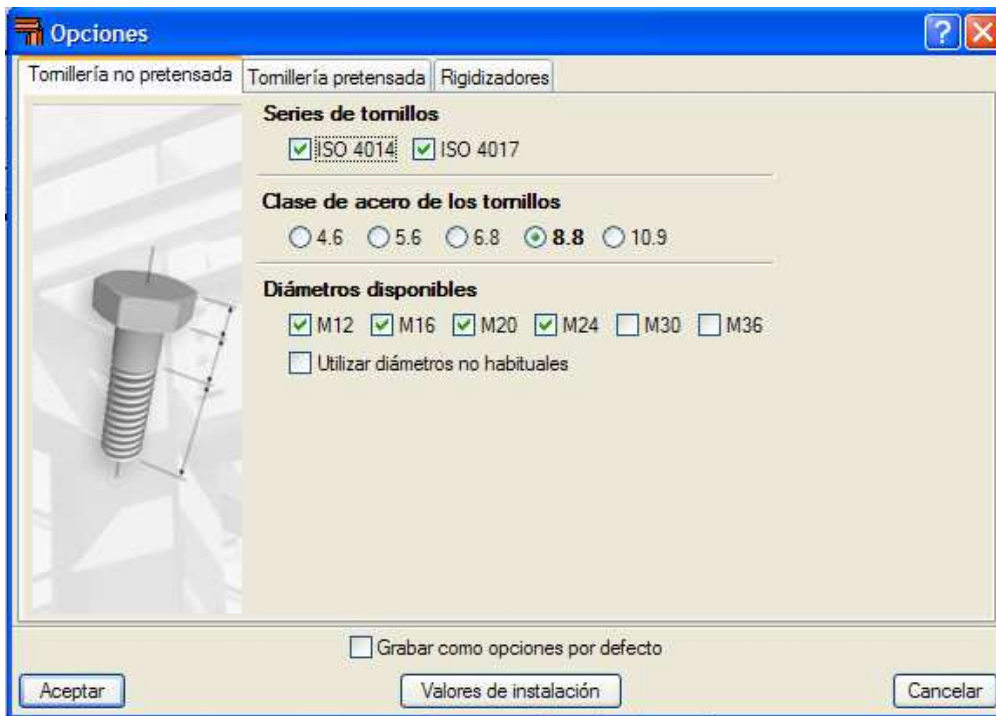 Opciones
Tornillería no pretensada Tornillería pretensada Rigidizadores
Series de tornillos
ISO 4014 ISO 4017
Clase de acero de los tornillos
4.6 5.6 6.8 8.8 10.9
Diámetros disponibles
M12 M16 M20 M24 M30 M36
Utilizar diámetros no habituales
Grabar como opciones por defecto
Aceptar Valores de instalación Cancelar